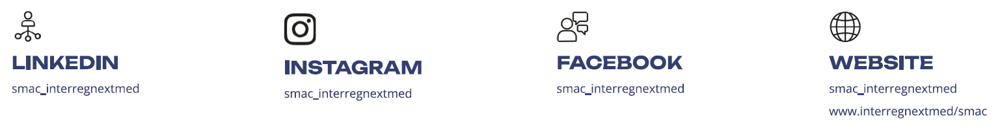 LINKEDIN
smac_interregnextmed
INSTAGRAM
smac_interregnextmed
FACEBOOK
smac_interregnextmed
WEBSITE
smac_interregnextmed
www.interregnextmed/smac